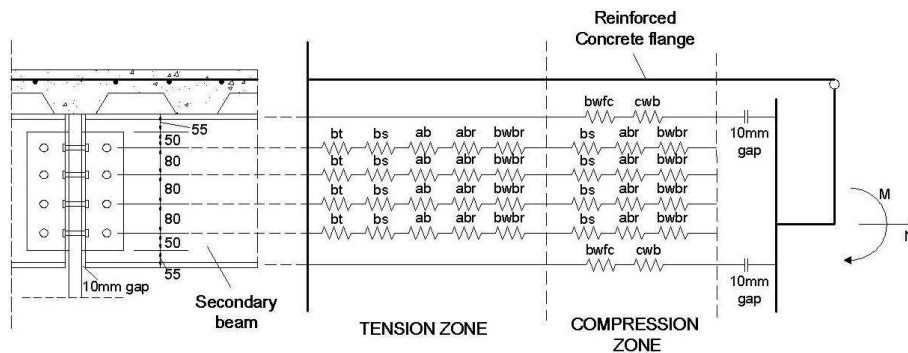 Reinforced
Concrete flange
bwfc cwb
55
50
80
80
80
50
55
10mm gap
Secondary
beam
bt bs ab abr bwbr bs abr bwbr
bt bs ab abr bwbr bs abr bwbr
bt bs ab abr bwbr bs abr bwbr
bt bs ab abr bwbr bs abr bwbr
bwfc cwb
10mm
gap
10mm
gap
M
TENSION ZONE
COMPRESSION
ZONE